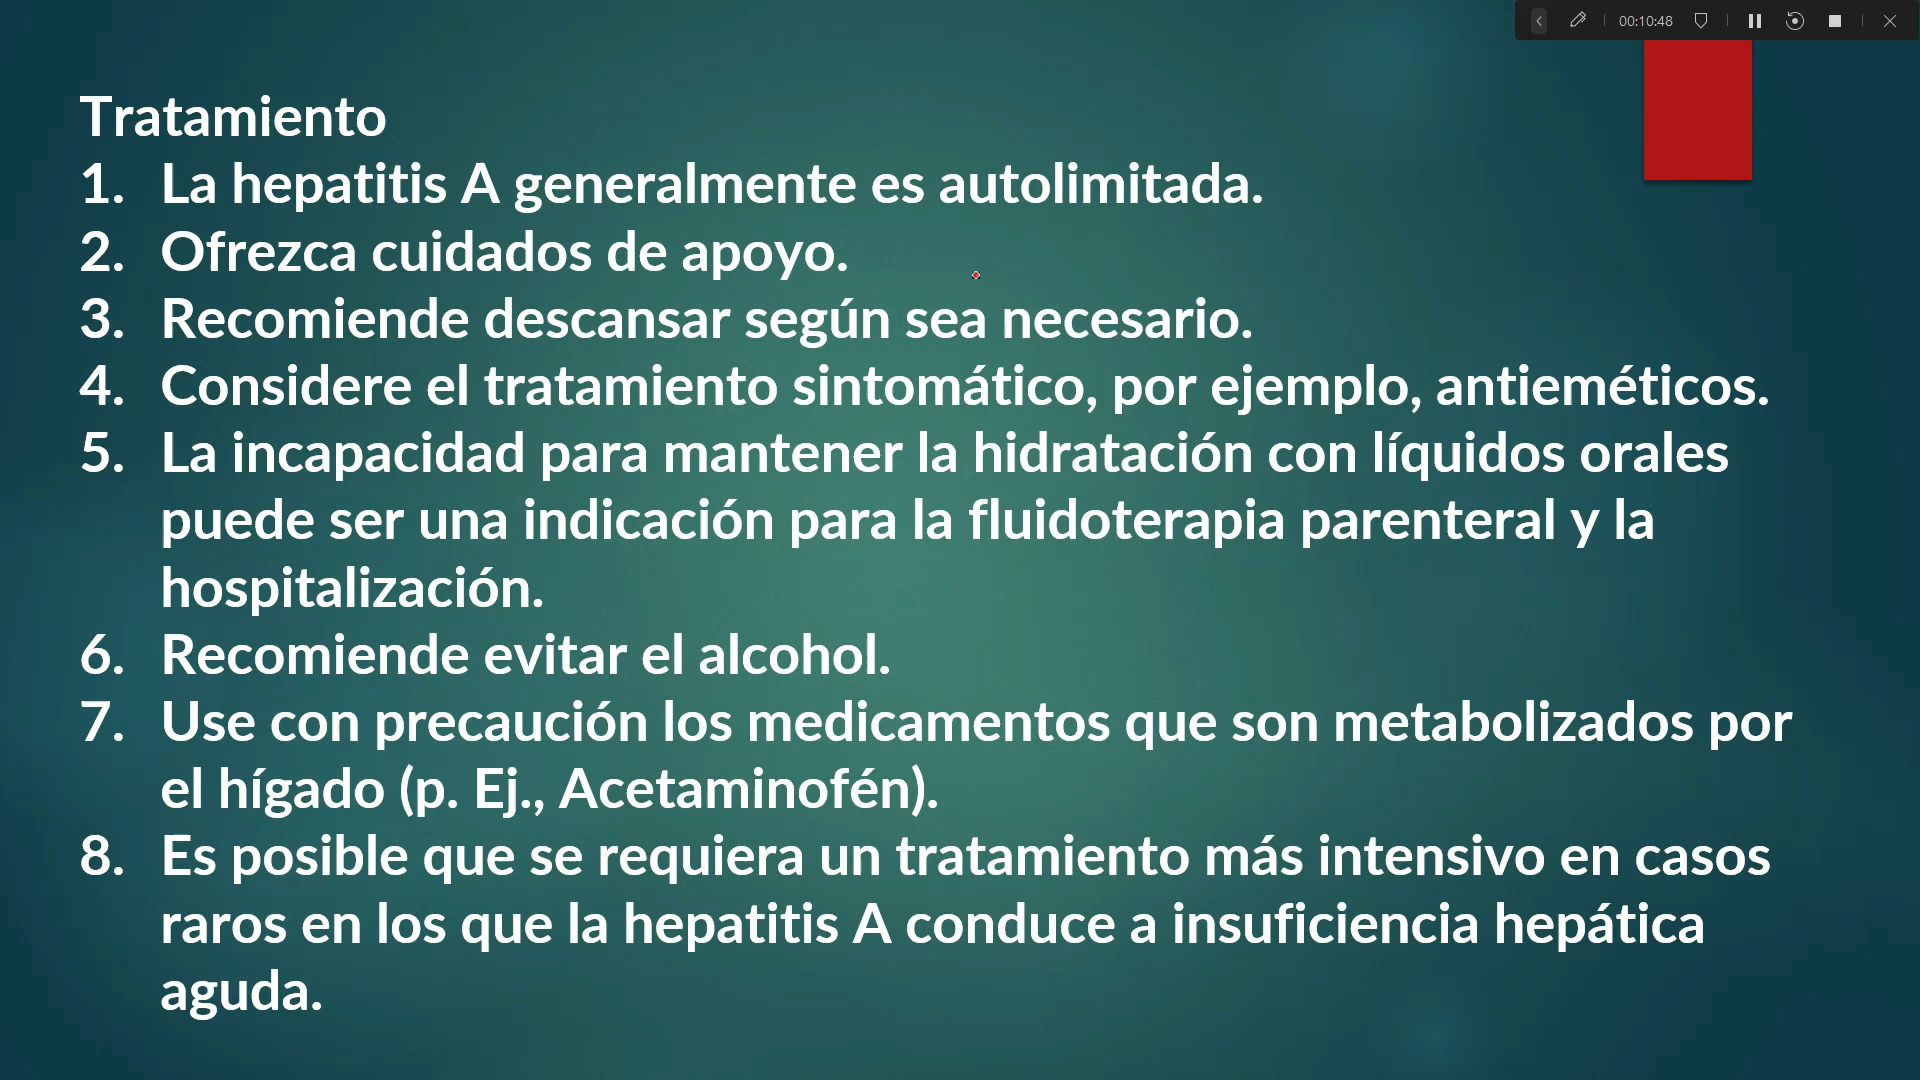 00:10:48
Tratamiento
1. La hepatitis A generalmente es autolimitada.
2. Ofrezca cuidados de apoyo.
3. Recomiende descansar según sea necesario.
4. Considere el tratamiento sintomático, por ejemplo, antieméticos.
5. La incapacidad para mantener la hidratación con líquidos orales
puede ser una indicación para la fluidoterapia parenteral y la
hospitalización.
6. Recomiende evitar el alcohol.
7. Use con precaución los medicamentos que son metabolizados por
el hígado (p. Ej., Acetaminofén).
8. Es posible que se requiera un tratamiento más intensivo en casos
raros en los que la hepatitis A conduce a insuficiencia hepática
aguda.